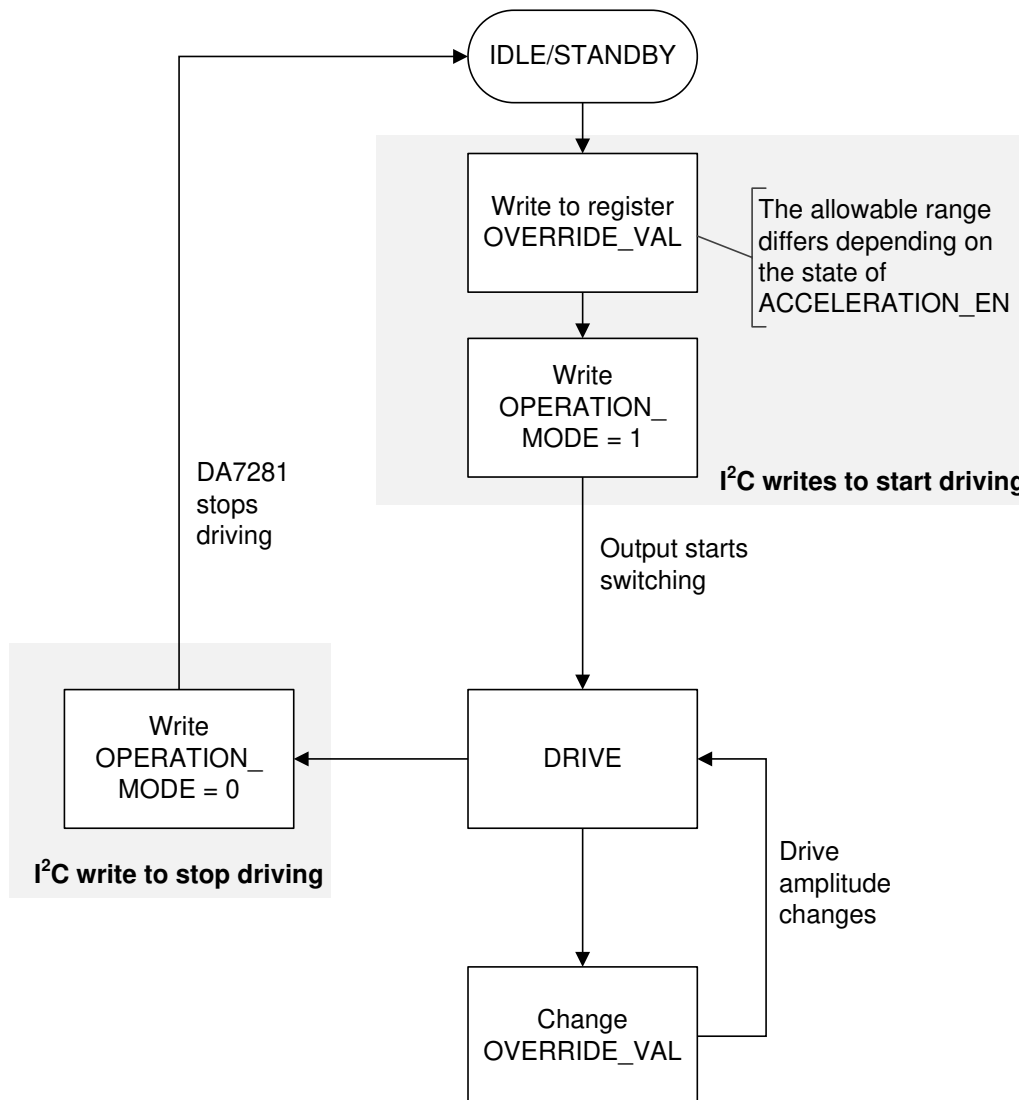 IDLE/STANDBY
Write to register
OVERRIDE_VAL
The allowable range
differs depending on
the state of
ACCELERATION_EN
Write
OPERATION_
MODE = 1
I²C writes to start driving
DA7281
stops
driving
Output starts
switching
Write
OPERATION_
MODE = 0
I²C write to stop driving
DRIVE
Drive
amplitude
changes
Change
OVERRIDE_VAL